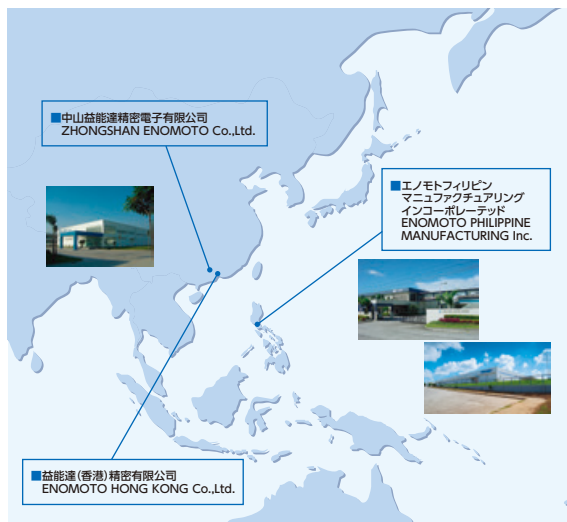 ■中山益能達精密電子有限公司
ZHONGSHAN ENOMOTO Co.,Ltd.
■エノモトフィリピン
マニュファクチュアリング
インコーポレーテッド
ENOMOTO PHILIPPINE
MANUFACTURING Inc.
■益能達(香港)精密有限公司
ENOMOTO HONG KONG Co.,Ltd.